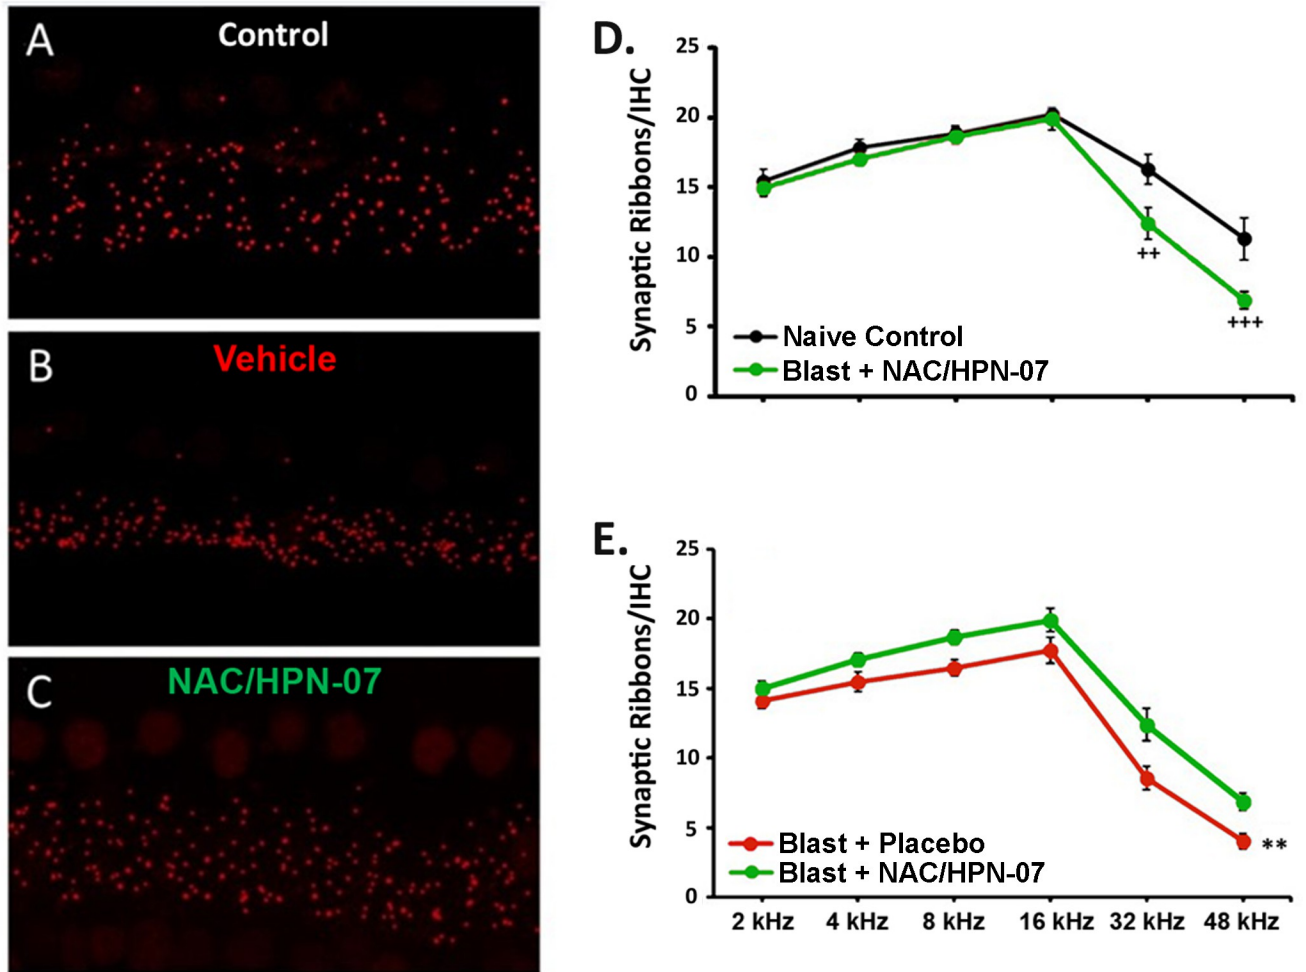 A
Control
B
Vehicle
C
NAC/HPN-07
D.
Synaptic Ribbons/IHC
25
20
15
10
5
0
++
+++
Naive Control
Blast + NAC/HPN-07
E.
Synaptic Ribbons/IHC
25
20
15
10
5
0
**
Blast + Placebo
Blast + NAC/HPN-07
2 kHz 4 kHz 8 kHz 16 kHz 32 kHz 48 kHz